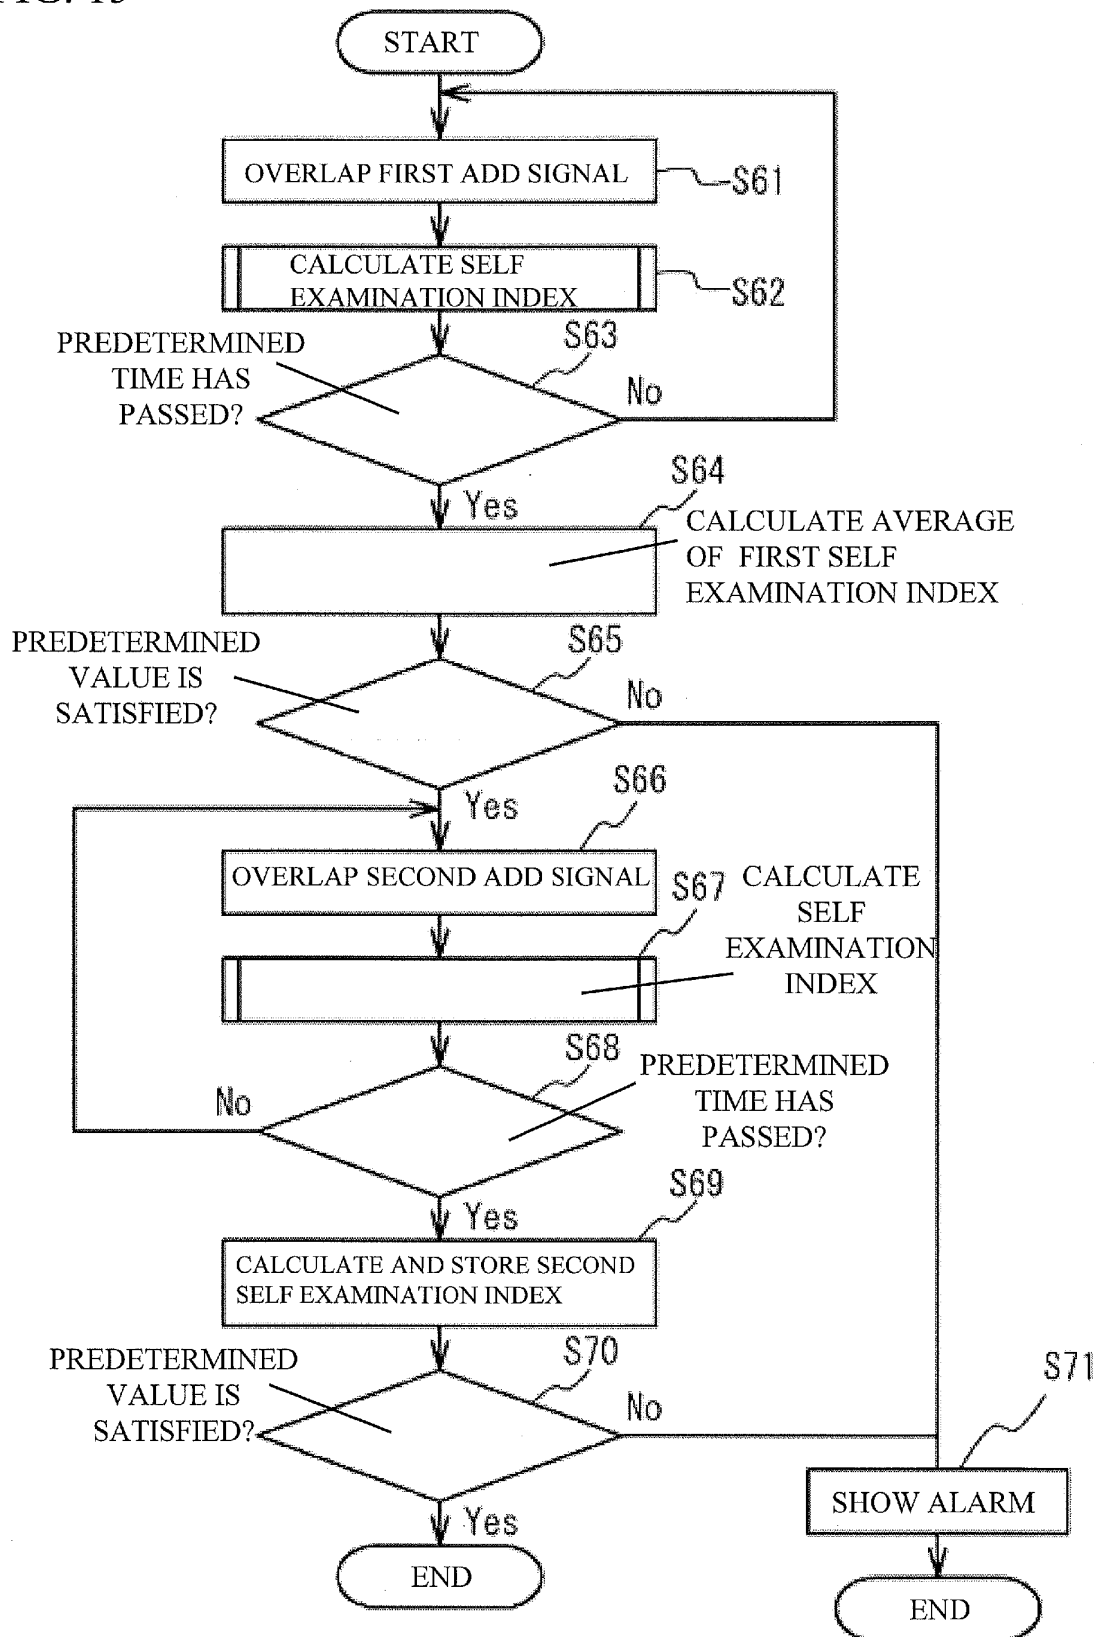 START
OVERLAP FIRST ADD SIGNAL
S61
CALCULATE SELF
EXAMINATION INDEX
S62
S63
PREDETERMINED
TIME HAS
PASSED?
No
Yes
S64
CALCULATE AVERAGE
OF FIRST SELF
EXAMINATION INDEX
S65
PREDETERMINED
VALUE IS
SATISFIED?
No
Yes
S66
OVERLAP SECOND ADD SIGNAL
S67
CALCULATE
SELF
EXAMINATION
INDEX
S68
PREDETERMINED
TIME HAS
PASSED?
No
Yes
S69
CALCULATE AND STORE SECOND
SELF EXAMINATION INDEX
S70
PREDETERMINED
VALUE IS
SATISFIED?
No
S71
SHOW ALARM
Yes
END
END